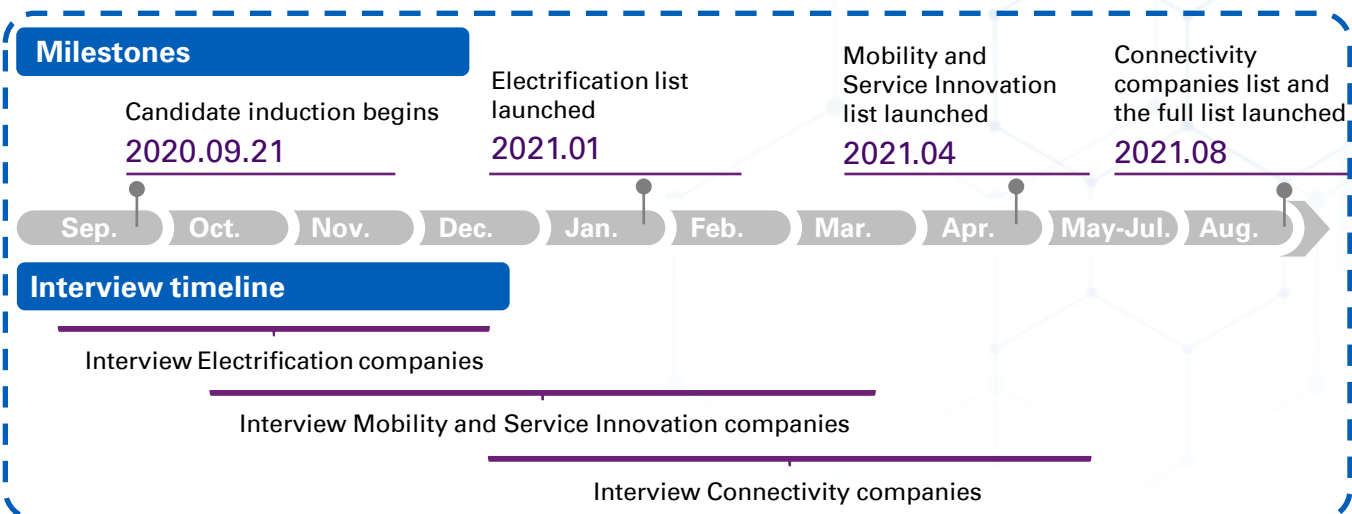 Milestones
Candidate induction begins
2020.09.21
Electrification list
launched
2021.01
Mobility and
Service Innovation
list launched
2021.04
Connectivity
companies list and
the full list launched
2021.08
Sep. Oct. Nov. Dec. Jan. Feb. Mar. Apr. May-Jul. Aug.
Interview timeline
Interview Electrification companies
Interview Mobility and Service Innovation companies
Interview Connectivity companies